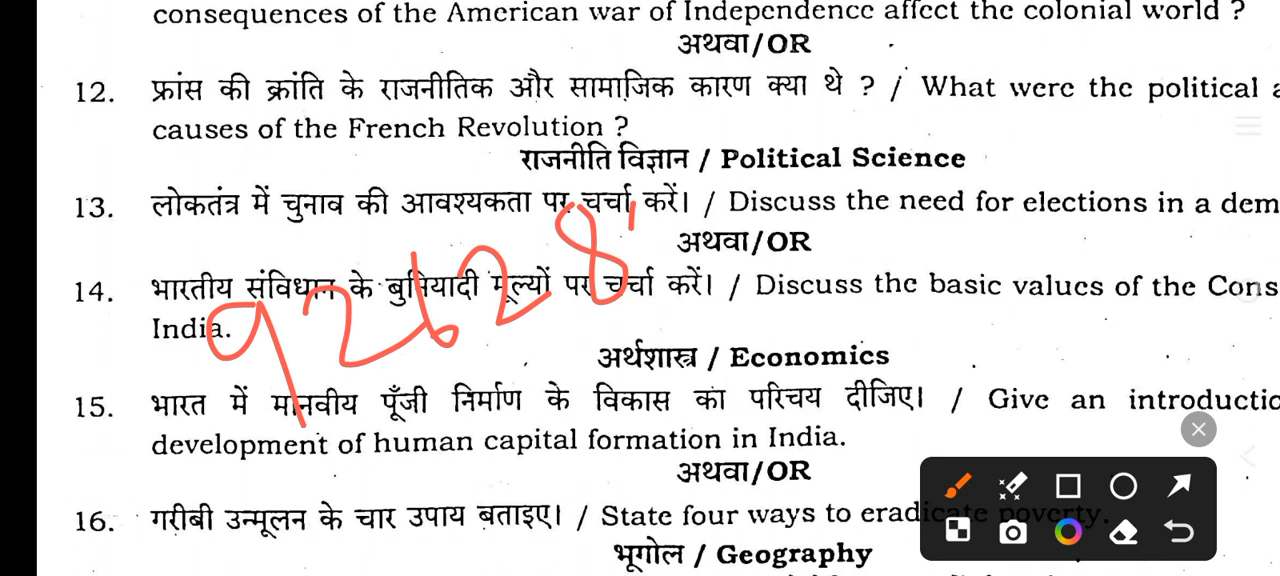 consequences of the American war of Independence affect the colonial world ?
अथवा/OR
12. फ्रांस की क्रांति के राजनीतिक और सामाजिक कारण क्या थे ? / What were the political a
causes of the French Revolution ?
राजनीति विज्ञान / Political Science
13. लोकतंत्र में चुनाव की आवश्यकता पर चर्चा करें। / Discuss the need for elections in a dem
अथवा/OR
14. भारतीय संविधान के बुनियादी मूल्यों पर चर्चा करें। / Discuss the basic values of the Cons
India.
92628
अर्थशास्त्र / Economics
15. भारत में मानवीय पूँजी निर्माण के विकास का परिचय दीजिए। / Give an introductio
development of human capital formation in India.
अथवा/OR
16. गरीबी उन्मूलन के चार उपाय बताइए। / State four ways to eradicate poverty.
भूगोल / Geography